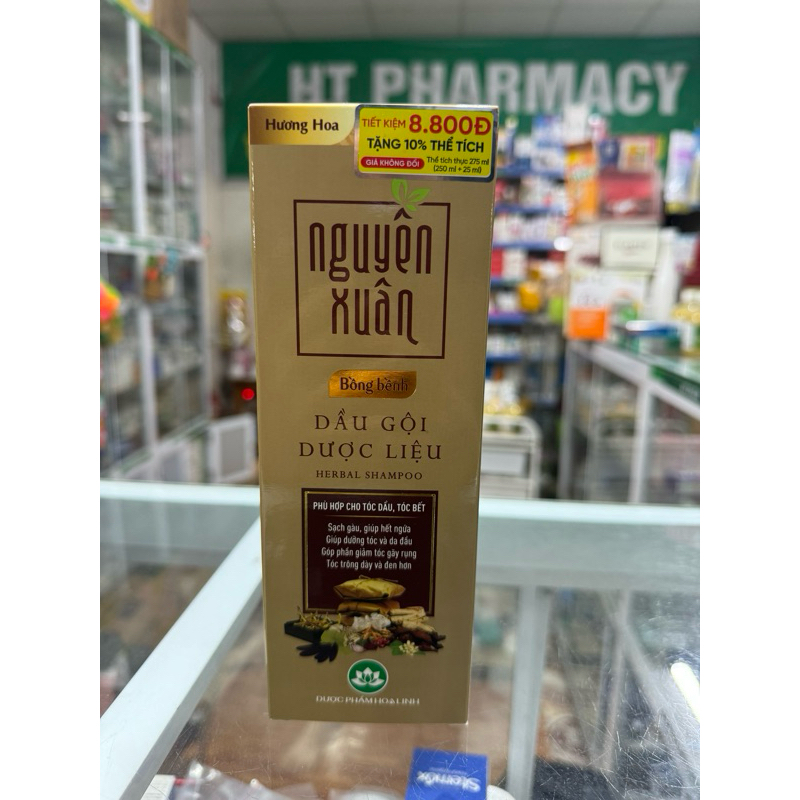 HT PHARMACY
Hương Hoa
TIẾT KIỆM 8.800Đ
TẶNG 10% THỂ TÍCH
GIÁ KHÔNG ĐỔI
Thể tích thực 275 ml
(250 ml + 25 ml)
nguyên
xuân
Bồng bềnh
DẦU GỘI
DƯỢC LIỆU
HERBAL SHAMPOO
PHÙ HỢP CHO TÓC DẦU, TÓC BẾT
Sạch gàu, giúp hết ngứa
Giúp dưỡng tóc và da đầu
Góp phần giảm tóc gãy rụng
Tóc trông dày và đen hơn
DƯỢC PHẨM HOA LINH